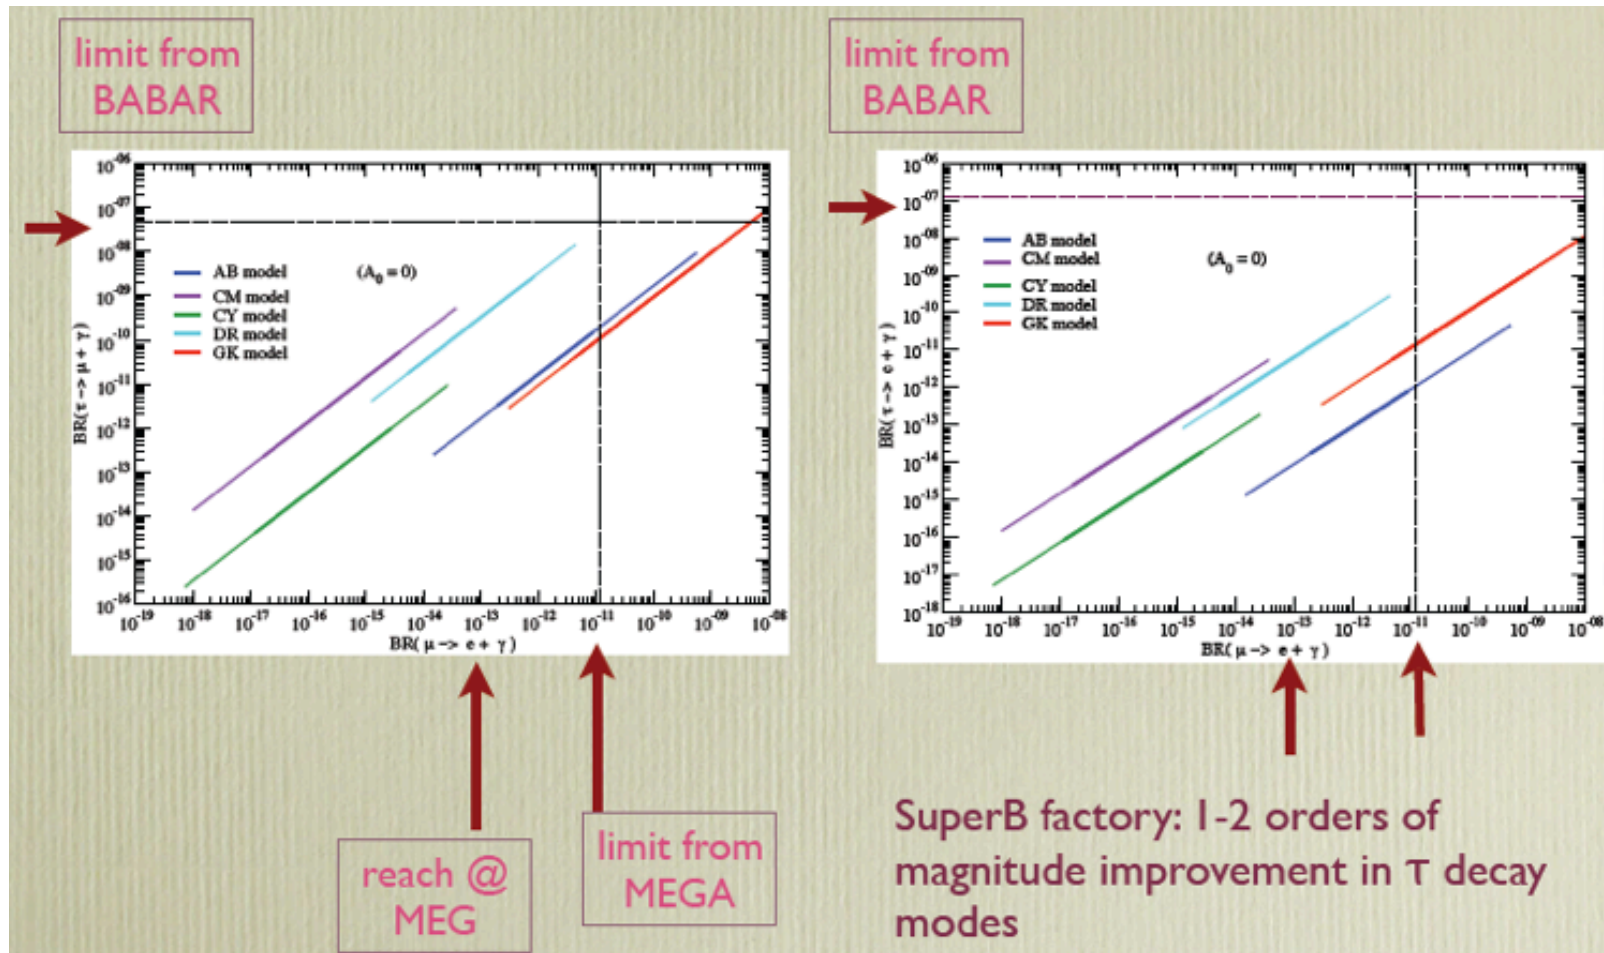 limit from
BABAR
limit from
BABAR
10^-06
10^-07
10^-08
10^-09
10^-10
10^-11
10^-12
10^-13
10^-14
10^-15
10^-16
BR(τ -> μ + γ)
AB model
CM model
CY model
DR model
GK model
(A_0 = 0)
10^-19 10^-18 10^-17 10^-16 10^-15 10^-14 10^-13 10^-12 10^-11 10^-10 10^-09 10^-08
BR(μ -> e + γ)
10^-06
10^-07
10^-08
10^-09
10^-10
10^-11
10^-12
10^-13
10^-14
10^-15
10^-16
10^-17
10^-18
BR(τ -> e + γ)
AB model
CM model
CY model
DR model
GK model
(A_0 = 0)
10^-19 10^-18 10^-17 10^-16 10^-15 10^-14 10^-13 10^-12 10^-11 10^-10 10^-09 10^-08
BR(μ -> e + γ)
reach @
MEG
limit from
MEGA
SuperB factory: 1-2 orders of
magnitude improvement in τ decay
modes